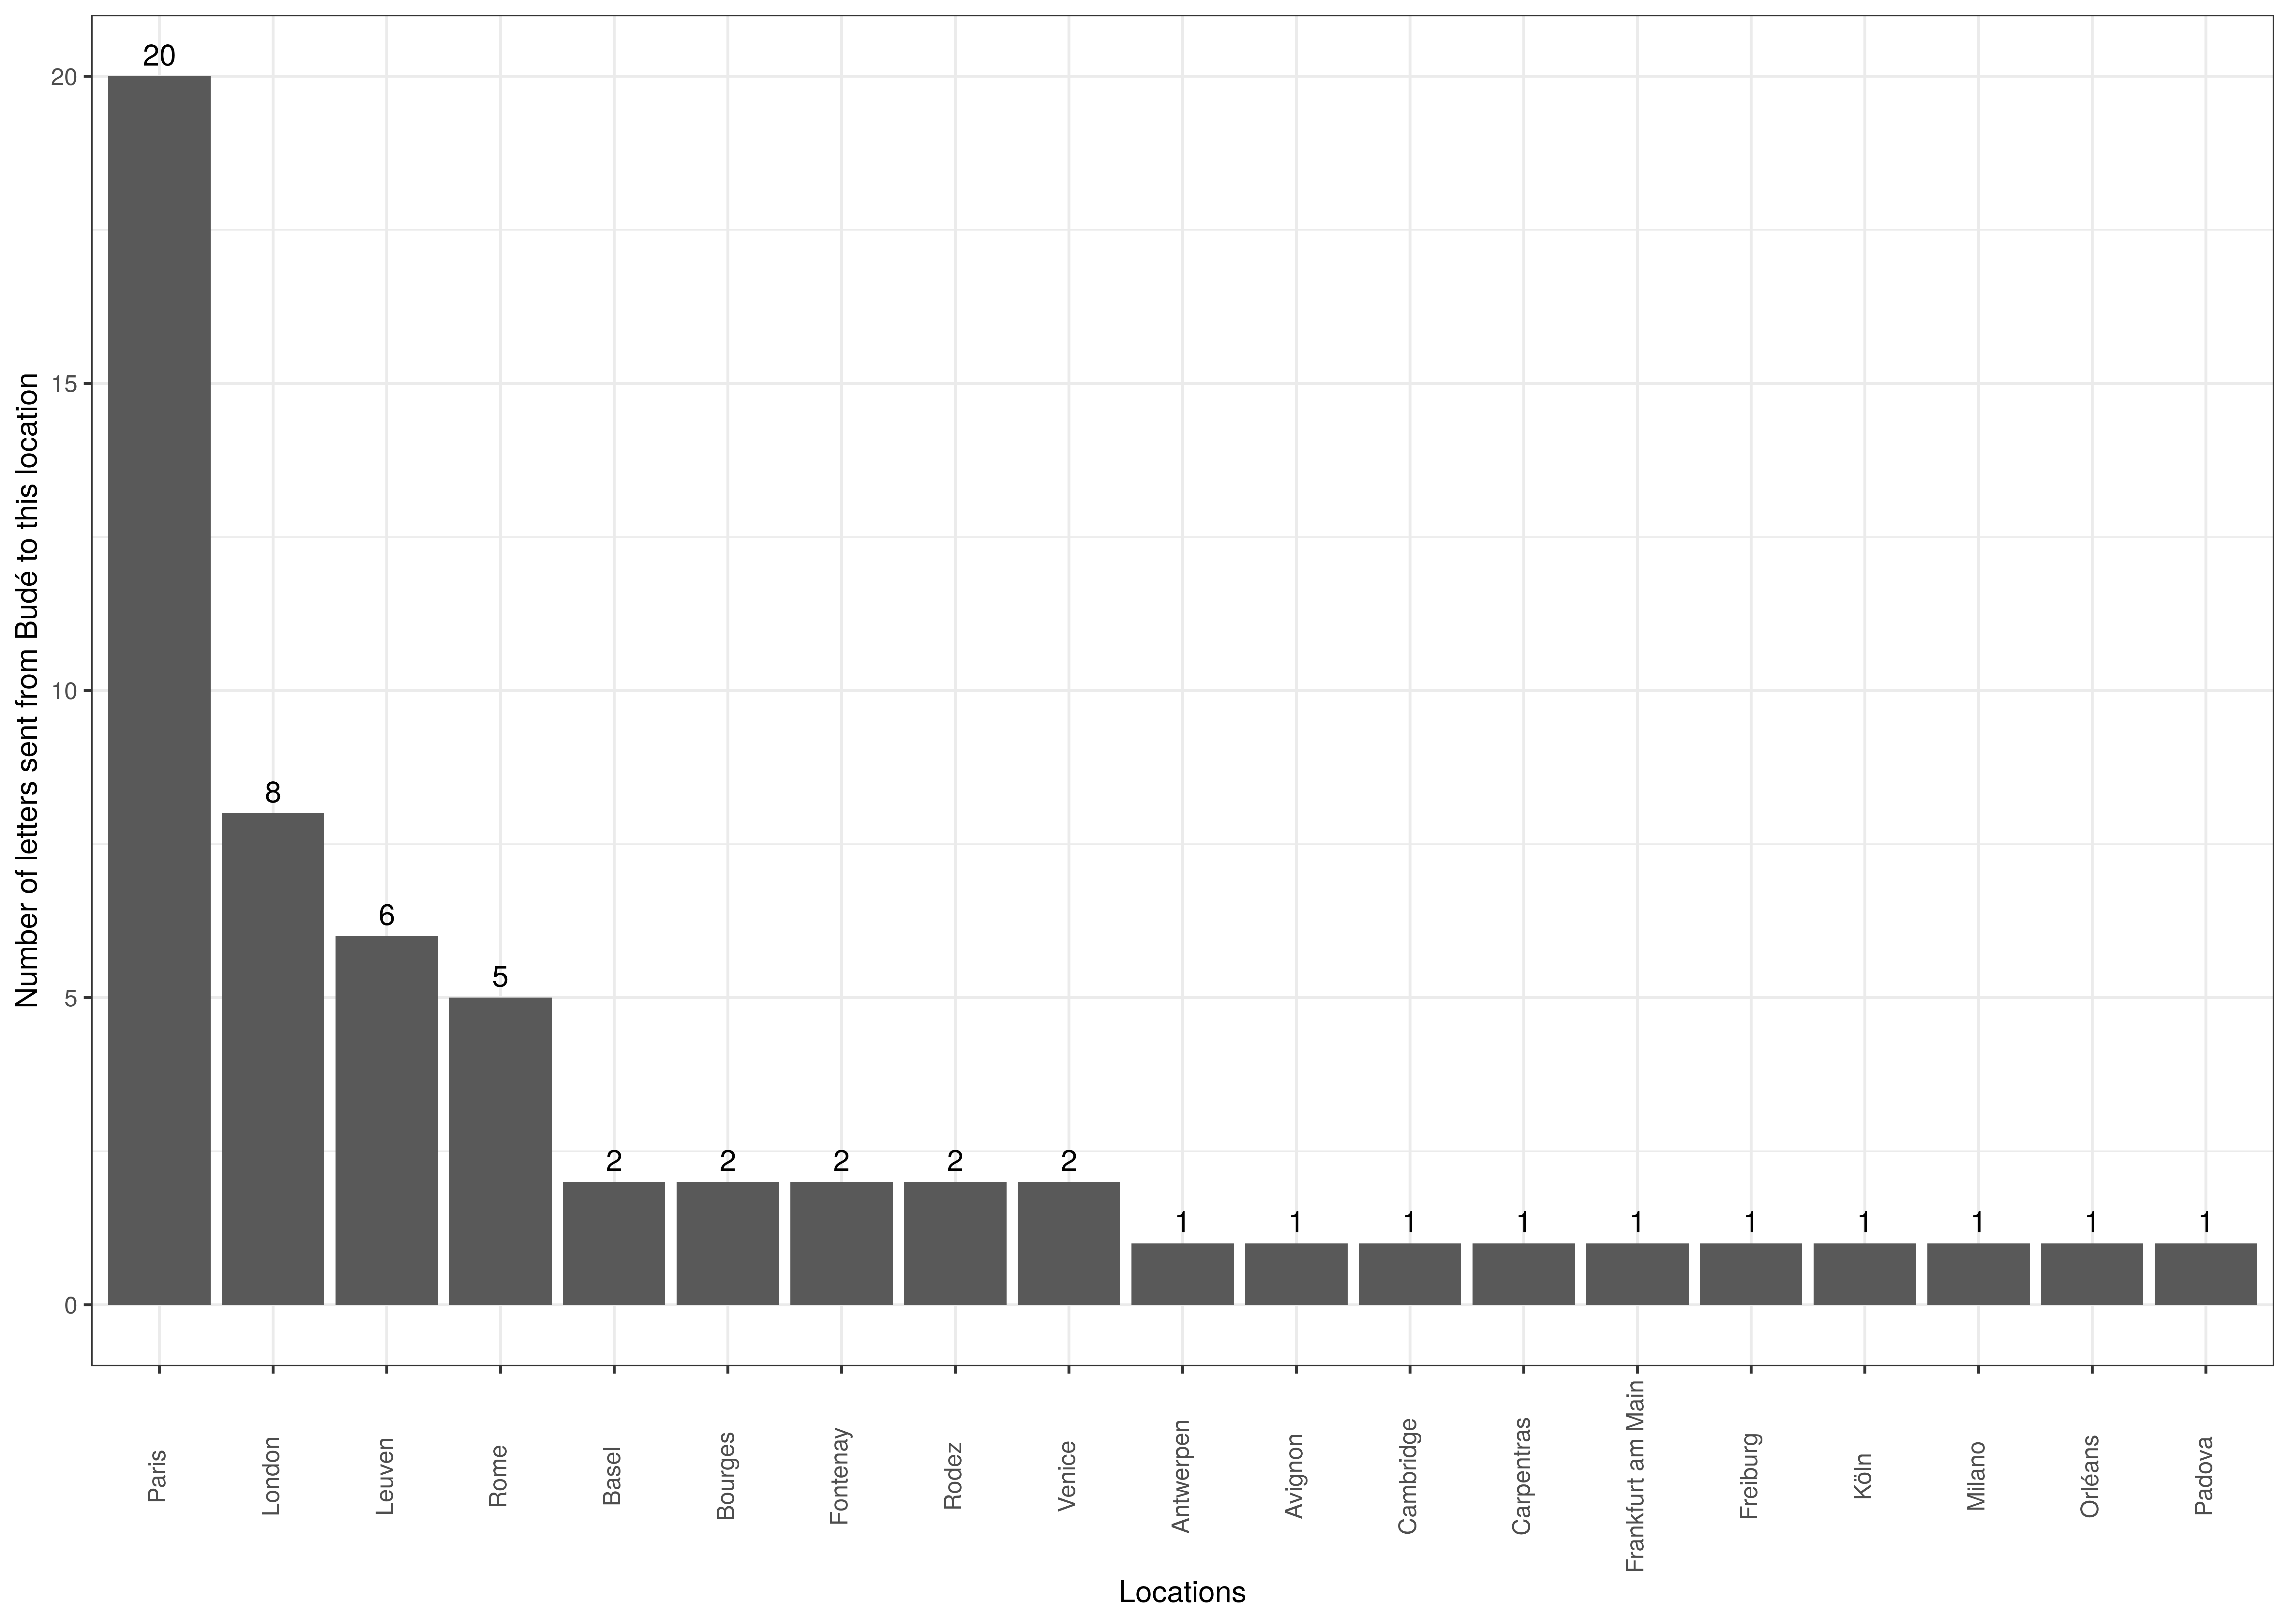 Number of letters sent from Budé to this location
20
15
10
5
0
20
8
6
5
2
2
2
2
2
1
1
1
1
1
1
1
1
1
1
Paris
London
Leuven
Rome
Basel
Bourges
Fontenay
Rodez
Venice
Antwerpen
Avignon
Cambridge
Carpentras
Frankfurt am Main
Freiburg
Köln
Milano
Orléans
Padova
Locations